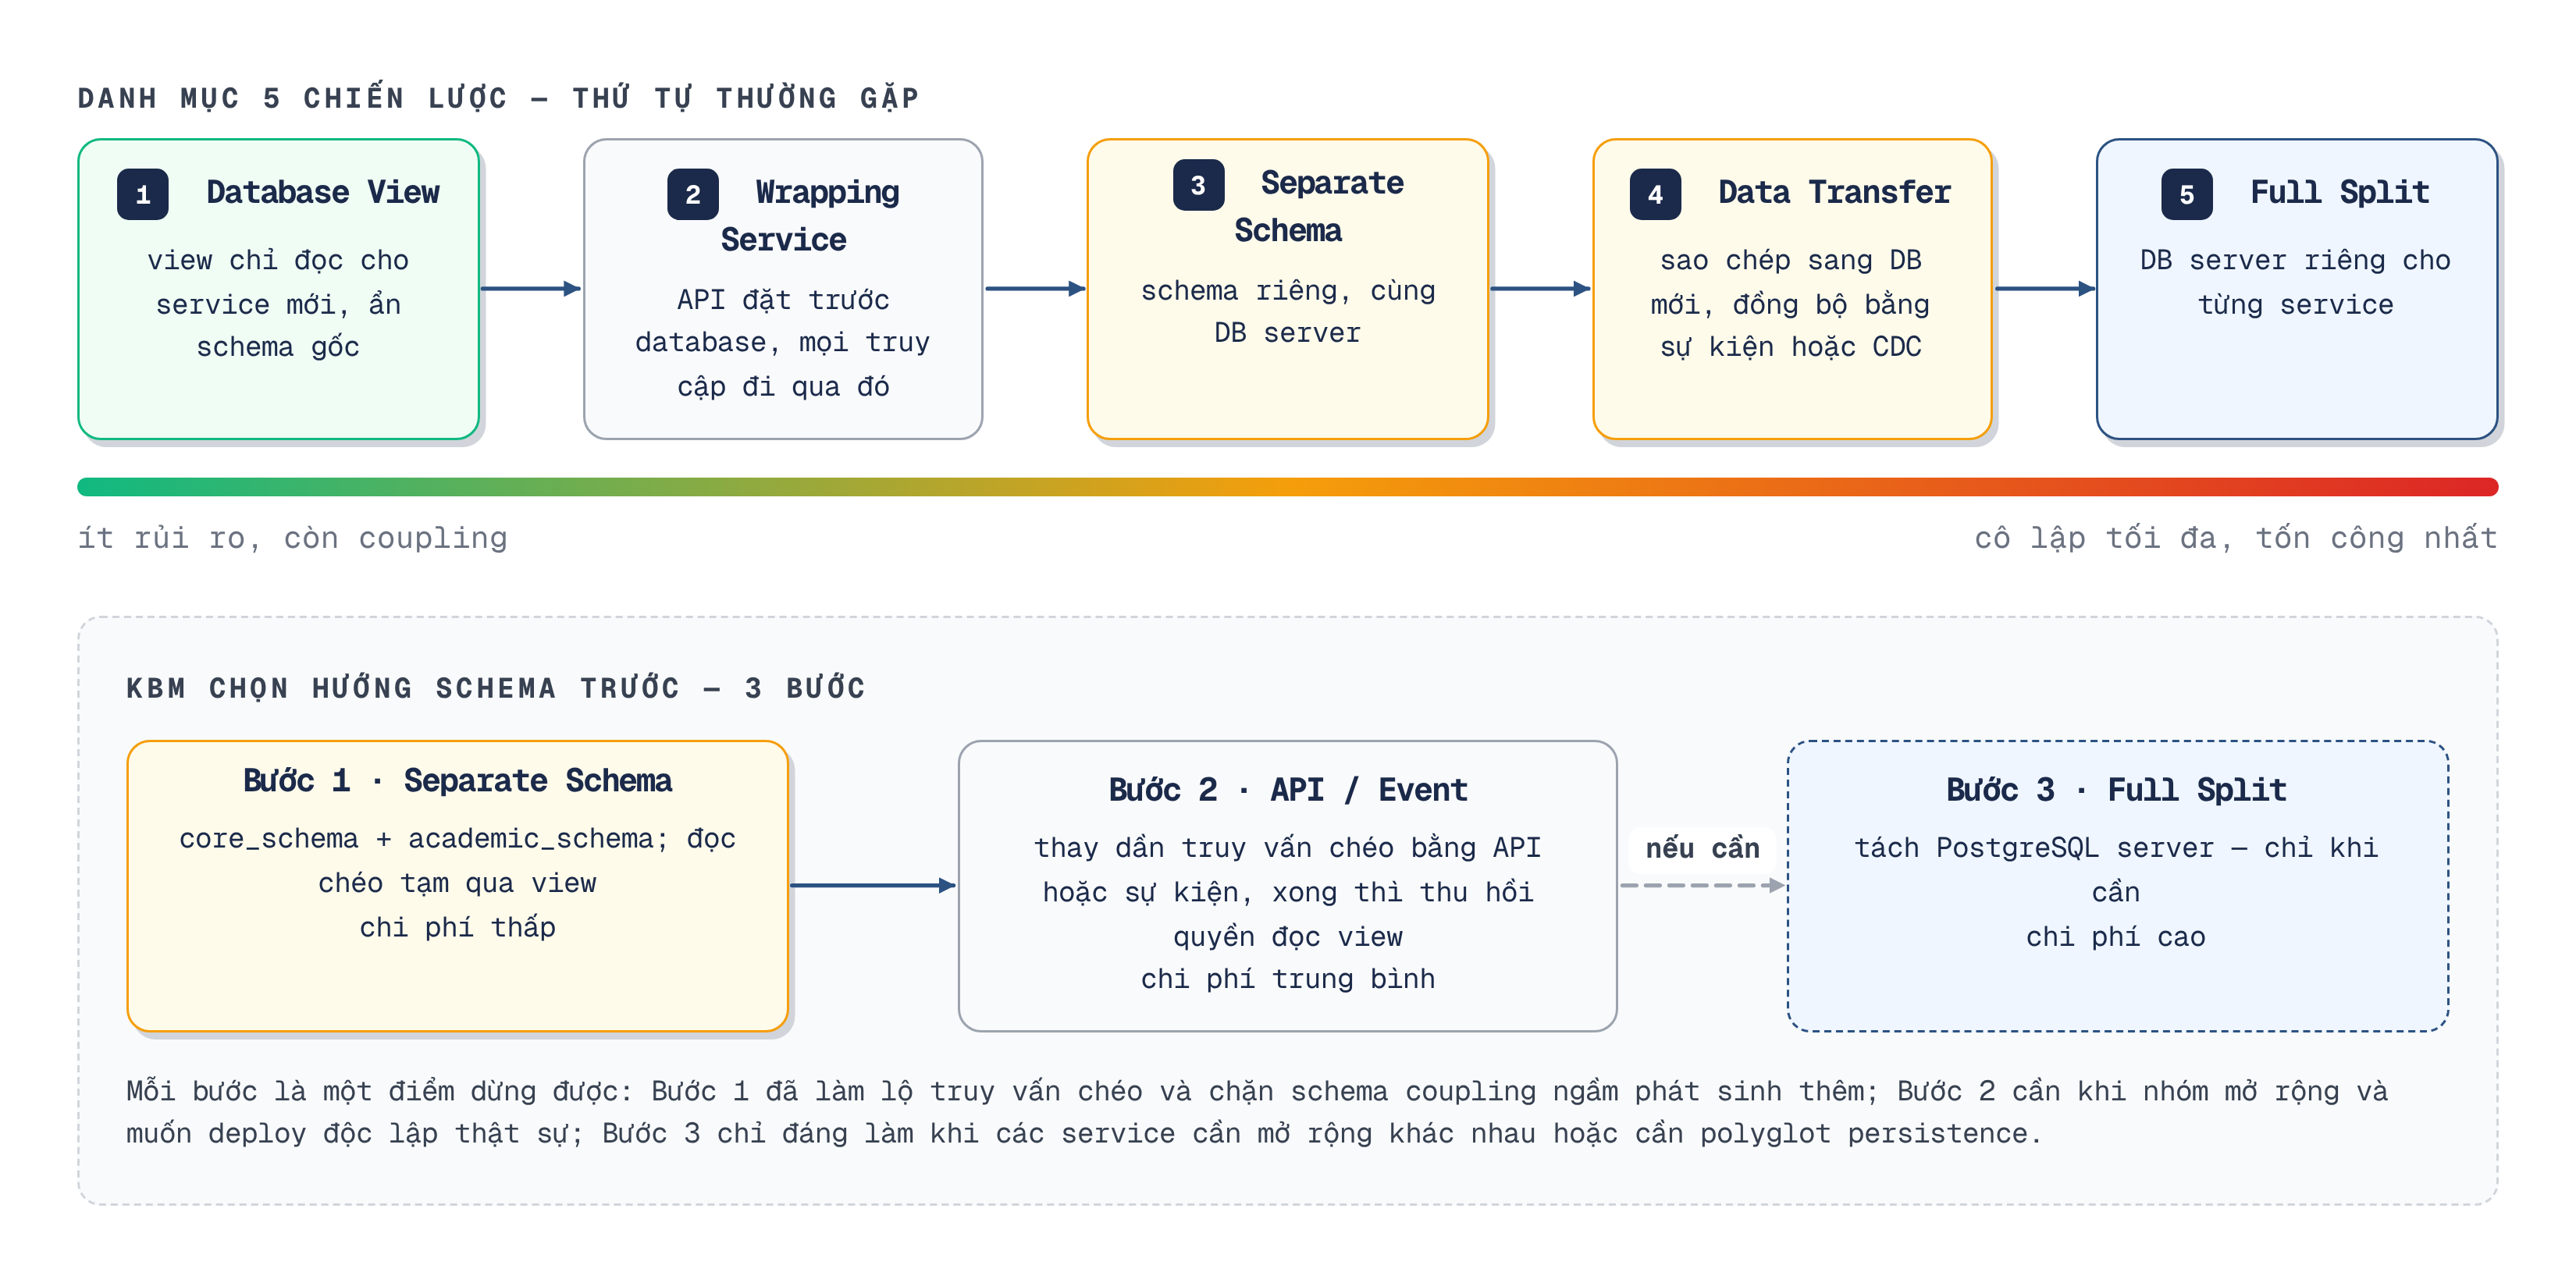 DANH MỤC 5 CHIẾN LƯỢC — THỨ TỰ THƯỜNG GẶP
1 Database View
view chỉ đọc cho
service mới, ẩn
schema gốc
2 Wrapping
Service
API đặt trước
database, mọi truy
cập đi qua đó
3 Separate
Schema
schema riêng, cùng
DB server
4 Data Transfer
sao chép sang DB
mới, đồng bộ bằng
sự kiện hoặc CDC
5 Full Split
DB server riêng cho
từng service
ít rủi ro, còn coupling
cô lập tối đa, tốn công nhất
KBM CHỌN HƯỚNG SCHEMA TRƯỚC — 3 BƯỚC
Bước 1 · Separate Schema
core_schema + academic_schema; đọc
chéo tạm qua view
chi phí thấp
Bước 2 · API / Event
thay dần truy vấn chéo bằng API
hoặc sự kiện, xong thì thu hồi
quyền đọc view
chi phí trung bình
nếu cần
Bước 3 · Full Split
tách PostgreSQL server — chỉ khi
cần
chi phí cao
Mỗi bước là một điểm dừng được: Bước 1 đã làm lộ truy vấn chéo và chặn schema coupling ngầm phát sinh thêm; Bước 2 cần khi nhóm mở rộng và
muốn deploy độc lập thật sự; Bước 3 chỉ đáng làm khi các service cần mở rộng khác nhau hoặc cần polyglot persistence.